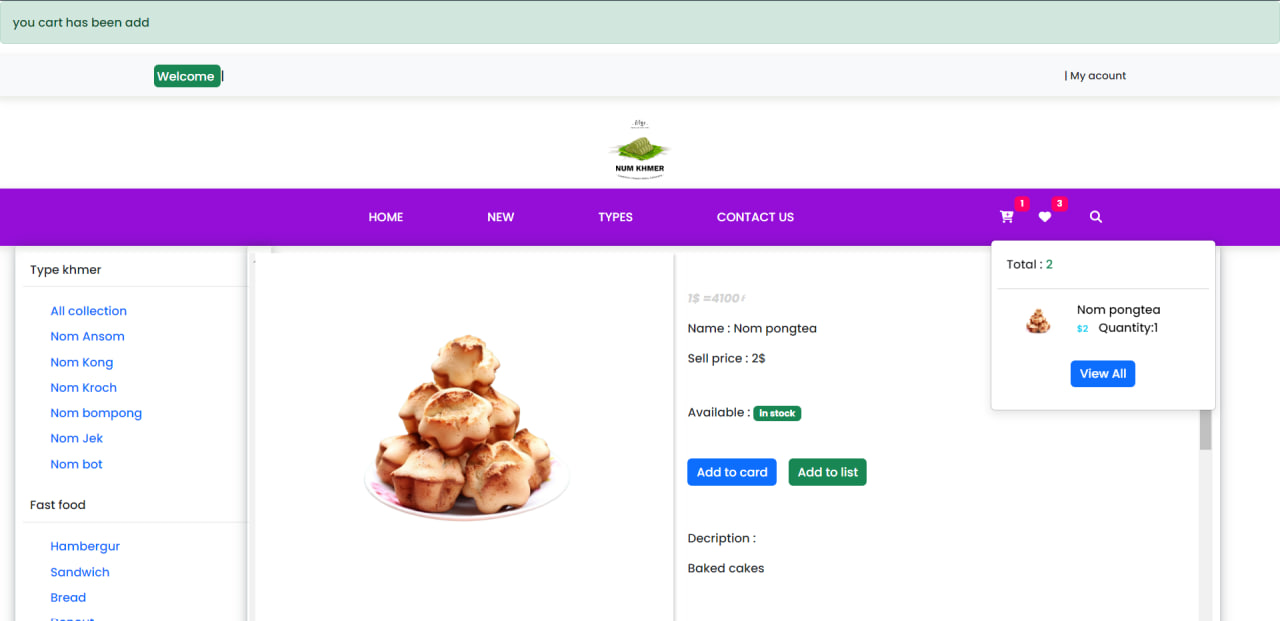 you cart has been add
Welcome |
| My acount
NUM KHMER
HOME NEW TYPES CONTACT US
1 3
Total : 2
Nom pongtea
$2 Quantity:1
View All
Type khmer
All collection
Nom Ansom
Nom Kong
Nom Kroch
Nom bompong
Nom Jek
Nom bot
Fast food
Hambergur
Sandwich
Bread
1$ =4100៛
Name : Nom pongtea
Sell price : 2$
Available : In stock
Add to card Add to list
Decription :
Baked cakes